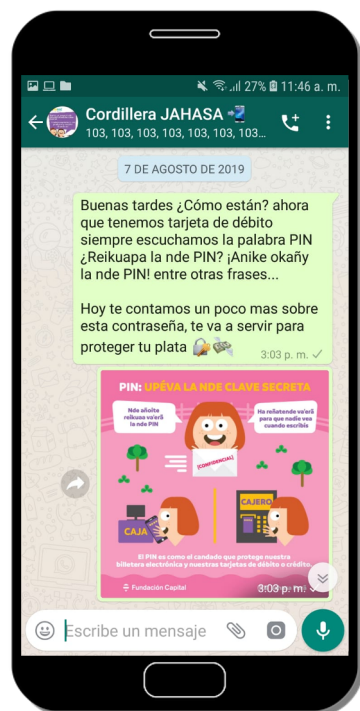 27% 11:46 a. m.
Cordillera JAHASA
103, 103, 103, 103, 103, 103, 103...
7 DE AGOSTO DE 2019
Buenas tardes ¿Cómo están? ahora
que tenemos tarjeta de débito
siempre escuchamos la palabra PIN
¿Reikuapa la nde PIN? ¡Anike okañy
la nde PIN! entre otras frases...
Hoy te contamos un poco mas sobre
esta contraseña, te va a servir para
proteger tu plata
3:03 p. m.
PIN: UPÉVA LA NDE CLAVE SECRETA
Nde añoite
reikuaa va'erã
la nde PIN
Ha reñatende va'erã
para que nadie vea
cuando escribís
[CONFIDENCIAL]
CAJA
CAJERO
El PIN es como el candado que protege nuestra
billetera electrónica y nuestras tarjetas de débito o crédito.
Fundación Capital
3:03 p. m.
Escribe un mensaje